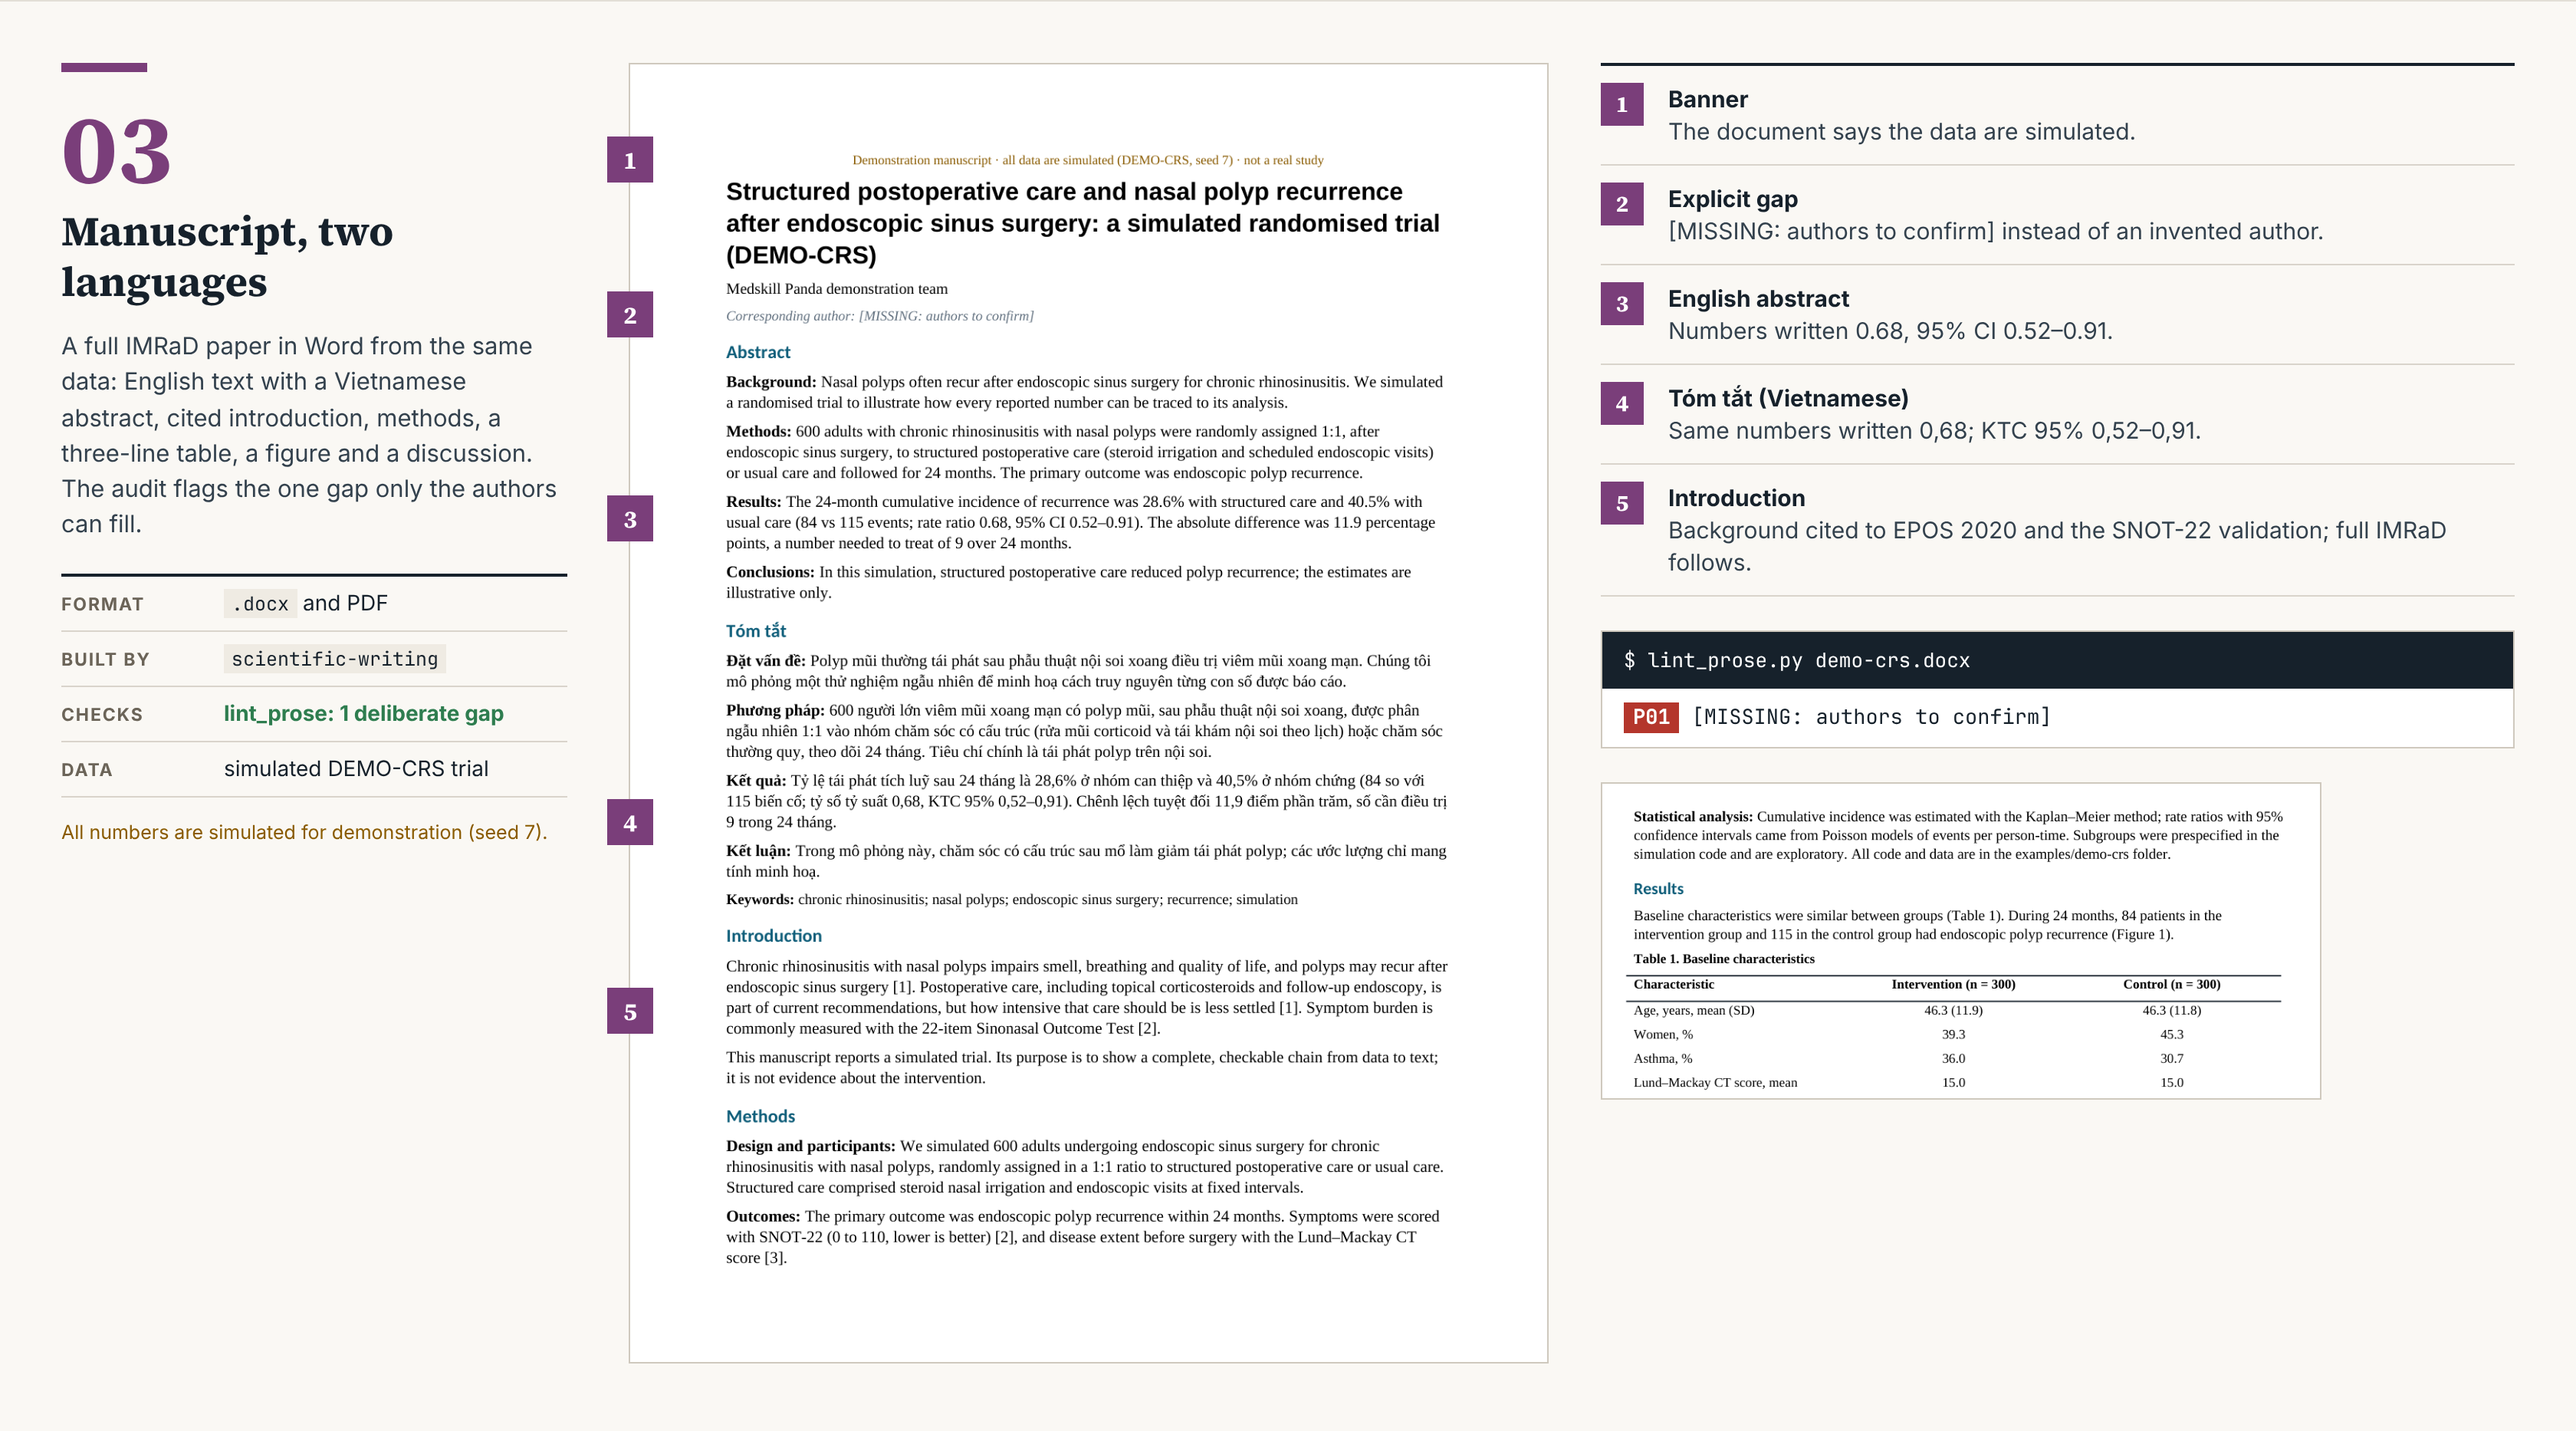 03
Manuscript, two
languages
A full IMRaD paper in Word from the same
data: English text with a Vietnamese
abstract, cited introduction, methods, a
three-line table, a figure and a discussion.
The audit flags the one gap only the authors
can fill.
FORMAT .docx and PDF
BUILT BY scientific-writing
CHECKS lint_prose: 1 deliberate gap
DATA simulated DEMO-CRS trial
All numbers are simulated for demonstration (seed 7).
1
Demonstration manuscript · all data are simulated (DEMO-CRS, seed 7) · not a real study
Structured postoperative care and nasal polyp recurrence
after endoscopic sinus surgery: a simulated randomised trial
(DEMO-CRS)
Medskill Panda demonstration team
2
Corresponding author: [MISSING: authors to confirm]
Abstract
Background: Nasal polyps often recur after endoscopic sinus surgery for chronic rhinosinusitis. We simulated
a randomised trial to illustrate how every reported number can be traced to its analysis.
Methods: 600 adults with chronic rhinosinusitis with nasal polyps were randomly assigned 1:1, after
endoscopic sinus surgery, to structured postoperative care (steroid irrigation and scheduled endoscopic visits)
or usual care and followed for 24 months. The primary outcome was endoscopic polyp recurrence.
Results: The 24-month cumulative incidence of recurrence was 28.6% with structured care and 40.5% with
3
usual care (84 vs 115 events; rate ratio 0.68, 95% CI 0.52–0.91). The absolute difference was 11.9 percentage
points, a number needed to treat of 9 over 24 months.
Conclusions: In this simulation, structured postoperative care reduced polyp recurrence; the estimates are
illustrative only.
Tóm tắt
Đặt vấn đề: Polyp mũi thường tái phát sau phẫu thuật nội soi xoang điều trị viêm mũi xoang mạn. Chúng tôi
mô phỏng một thử nghiệm ngẫu nhiên để minh hoạ cách truy nguyên từng con số được báo cáo.
Phương pháp: 600 người lớn viêm mũi xoang mạn có polyp mũi, sau phẫu thuật nội soi xoang, được phân
ngẫu nhiên 1:1 vào nhóm chăm sóc có cấu trúc (rửa mũi corticoid và tái khám nội soi theo lịch) hoặc chăm sóc
thường quy, theo dõi 24 tháng. Tiêu chí chính là tái phát polyp trên nội soi.
Kết quả: Tỷ lệ tái phát tích luỹ sau 24 tháng là 28,6% ở nhóm can thiệp và 40,5% ở nhóm chứng (84 so với
115 biến cố; tỷ số tỷ suất 0,68, KTC 95% 0,52–0,91). Chênh lệch tuyệt đối 11,9 điểm phần trăm, số cần điều trị
4
9 trong 24 tháng.
Kết luận: Trong mô phỏng này, chăm sóc có cấu trúc sau mổ làm giảm tái phát polyp; các ước lượng chỉ mang
tính minh hoạ.
Keywords: chronic rhinosinusitis; nasal polyps; endoscopic sinus surgery; recurrence; simulation
Introduction
Chronic rhinosinusitis with nasal polyps impairs smell, breathing and quality of life, and polyps may recur after
endoscopic sinus surgery [1]. Postoperative care, including topical corticosteroids and follow-up endoscopy, is
5
part of current recommendations, but how intensive that care should be is less settled [1]. Symptom burden is
commonly measured with the 22-item Sinonasal Outcome Test [2].
This manuscript reports a simulated trial. Its purpose is to show a complete, checkable chain from data to text;
it is not evidence about the intervention.
Methods
Design and participants: We simulated 600 adults undergoing endoscopic sinus surgery for chronic
rhinosinusitis with nasal polyps, randomly assigned in a 1:1 ratio to structured postoperative care or usual care.
Structured care comprised steroid nasal irrigation and endoscopic visits at fixed intervals.
Outcomes: The primary outcome was endoscopic polyp recurrence within 24 months. Symptoms were scored
with SNOT-22 (0 to 110, lower is better) [2], and disease extent before surgery with the Lund–Mackay CT
score [3].
1 Banner
The document says the data are simulated.
2 Explicit gap
[MISSING: authors to confirm] instead of an invented author.
3 English abstract
Numbers written 0.68, 95% CI 0.52–0.91.
4 Tóm tắt (Vietnamese)
Same numbers written 0,68; KTC 95% 0,52–0,91.
5 Introduction
Background cited to EPOS 2020 and the SNOT-22 validation; full IMRaD
follows.
$ lint_prose.py demo-crs.docx
P01 [MISSING: authors to confirm]
Statistical analysis: Cumulative incidence was estimated with the Kaplan–Meier method; rate ratios with 95%
confidence intervals came from Poisson models of events per person-time. Subgroups were prespecified in the
simulation code and are exploratory. All code and data are in the examples/demo-crs folder.
Results
Baseline characteristics were similar between groups (Table 1). During 24 months, 84 patients in the
intervention group and 115 in the control group had endoscopic polyp recurrence (Figure 1).
Table 1. Baseline characteristics
Characteristic Intervention (n = 300) Control (n = 300)
Age, years, mean (SD) 46.3 (11.9) 46.3 (11.8)
Women, % 39.3 45.3
Asthma, % 36.0 30.7
Lund–Mackay CT score, mean 15.0 15.0